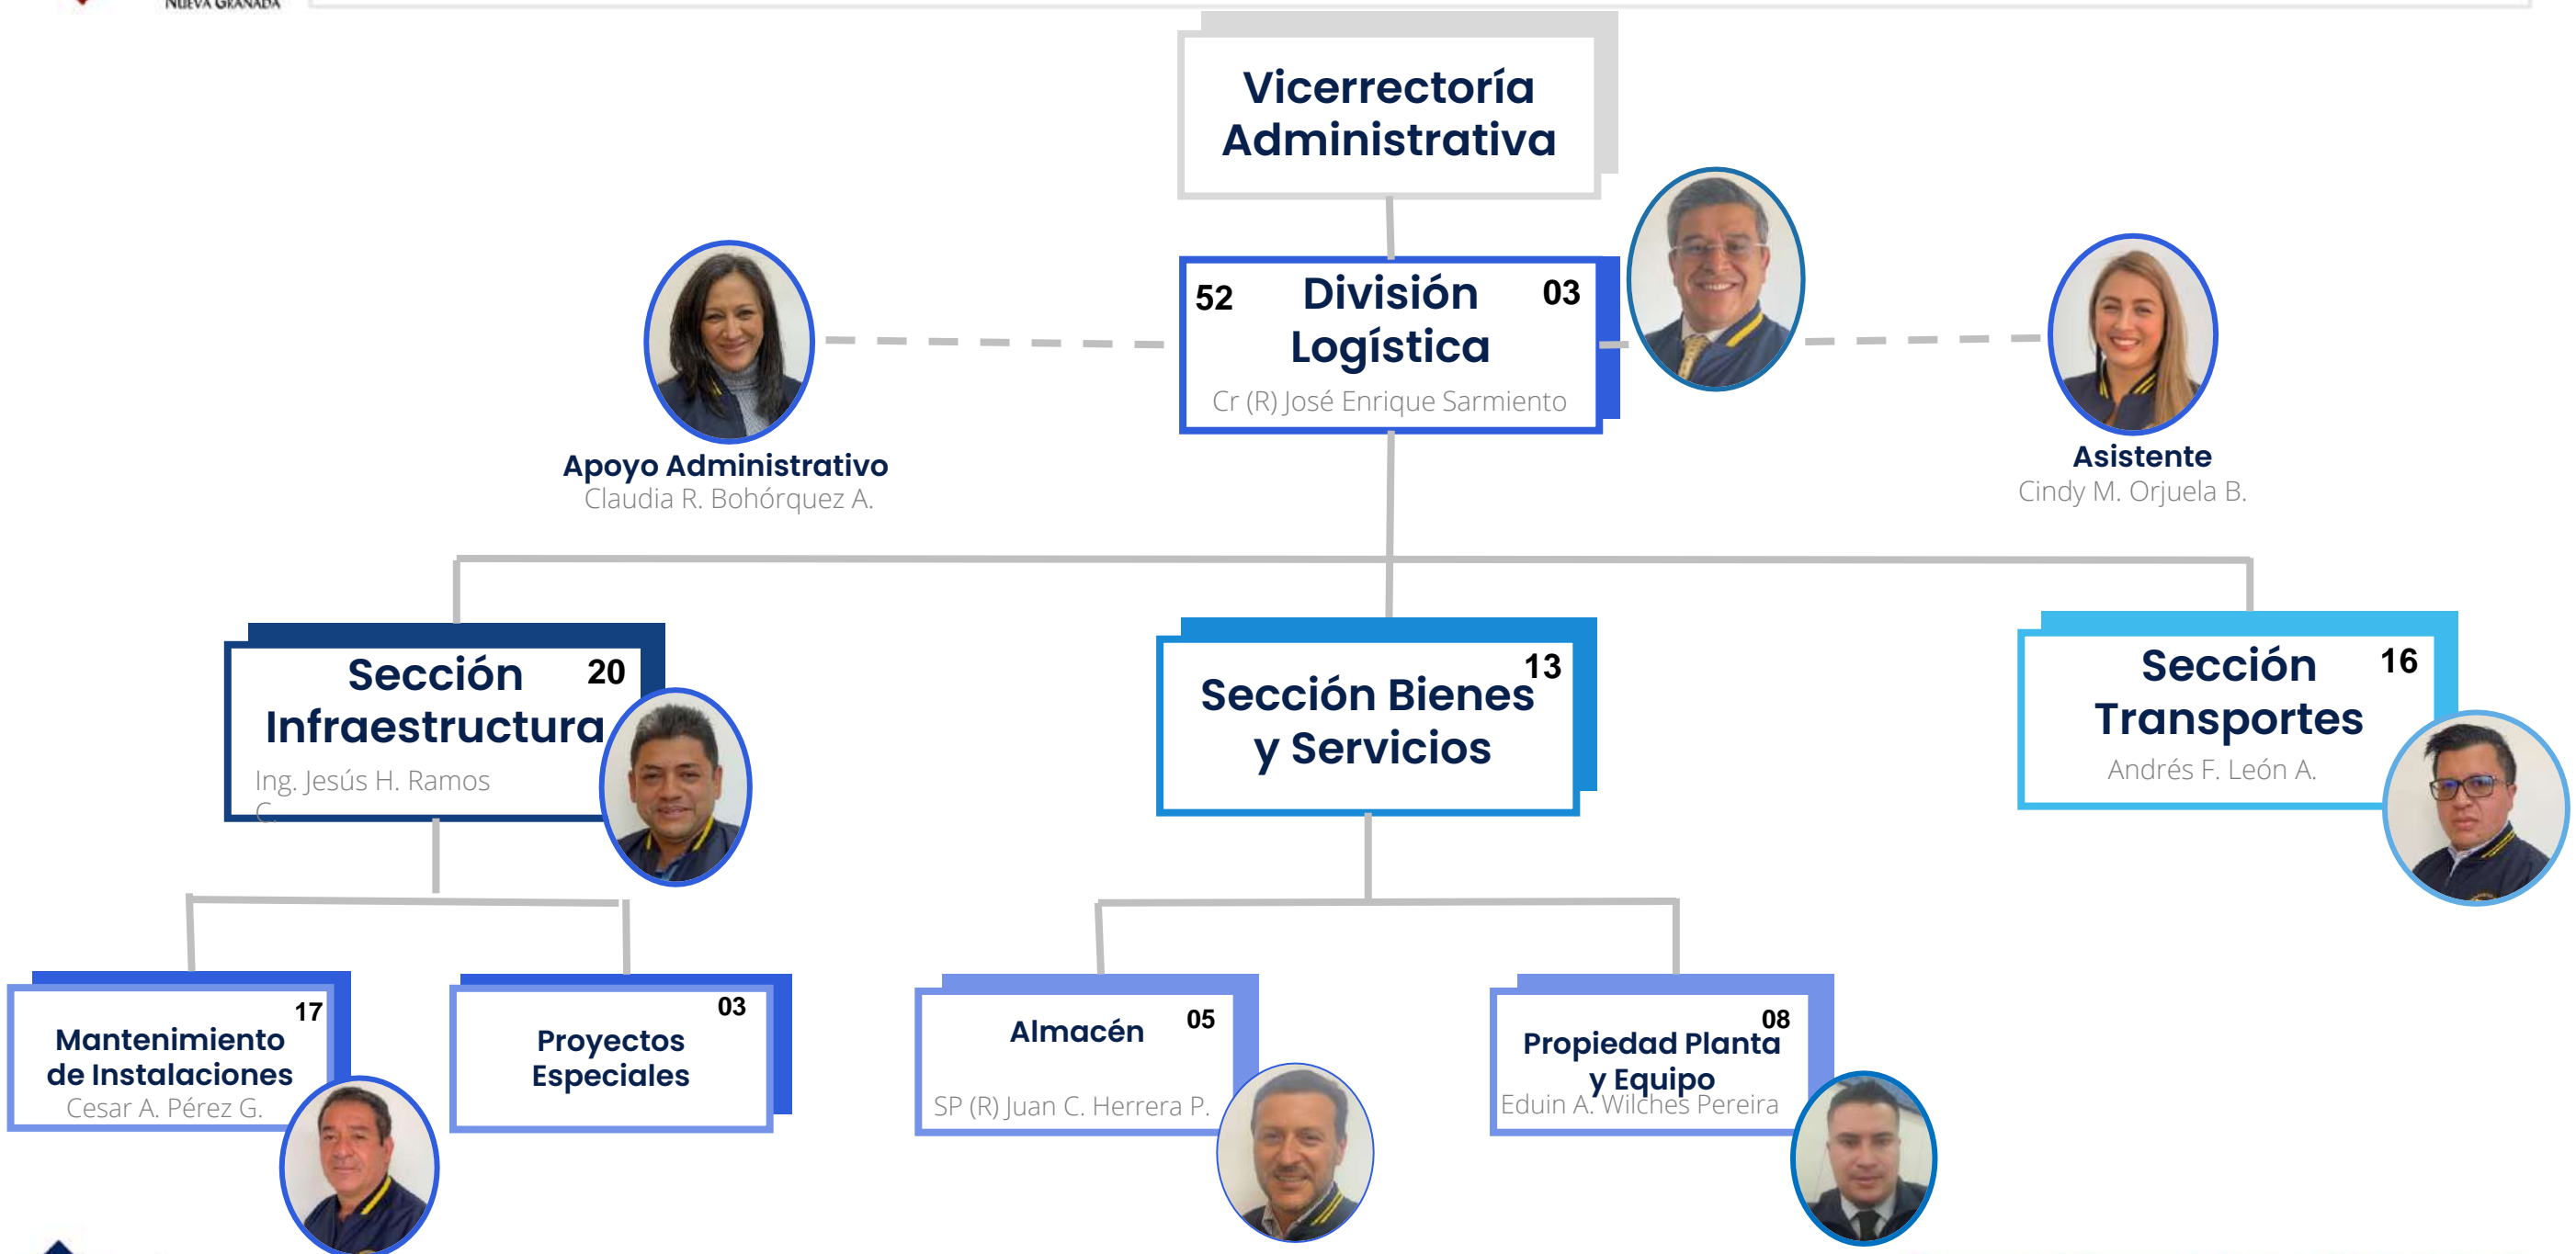 NUEVA GRANADA
Vicerrectoría
Administrativa
52
División
03
Logística
Cr (R) José Enrique Sarmiento
Apoyo Administrativo
Claudia R. Bohórquez A.
Asistente
Cindy M. Orjuela B.
Sección
20
Infraestructura
Ing. Jesús H. Ramos
C.
13
Sección Bienes
y Servicios
Sección
16
Transportes
Andrés F. León A.
17
Mantenimiento
de Instalaciones
Cesar A. Pérez G.
03
Proyectos
Especiales
Almacén
05
SP (R) Juan C. Herrera P.
08
Propiedad Planta
y Equipo
Eduin A. Wilches Pereira